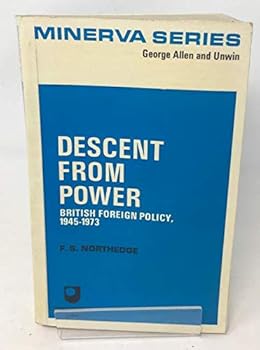 MINERVA SERIES
George Allen and Unwin
DESCENT
FROM
POWER
BRITISH FOREIGN POLICY,
1945-1973
F. S. NORTHEDGE